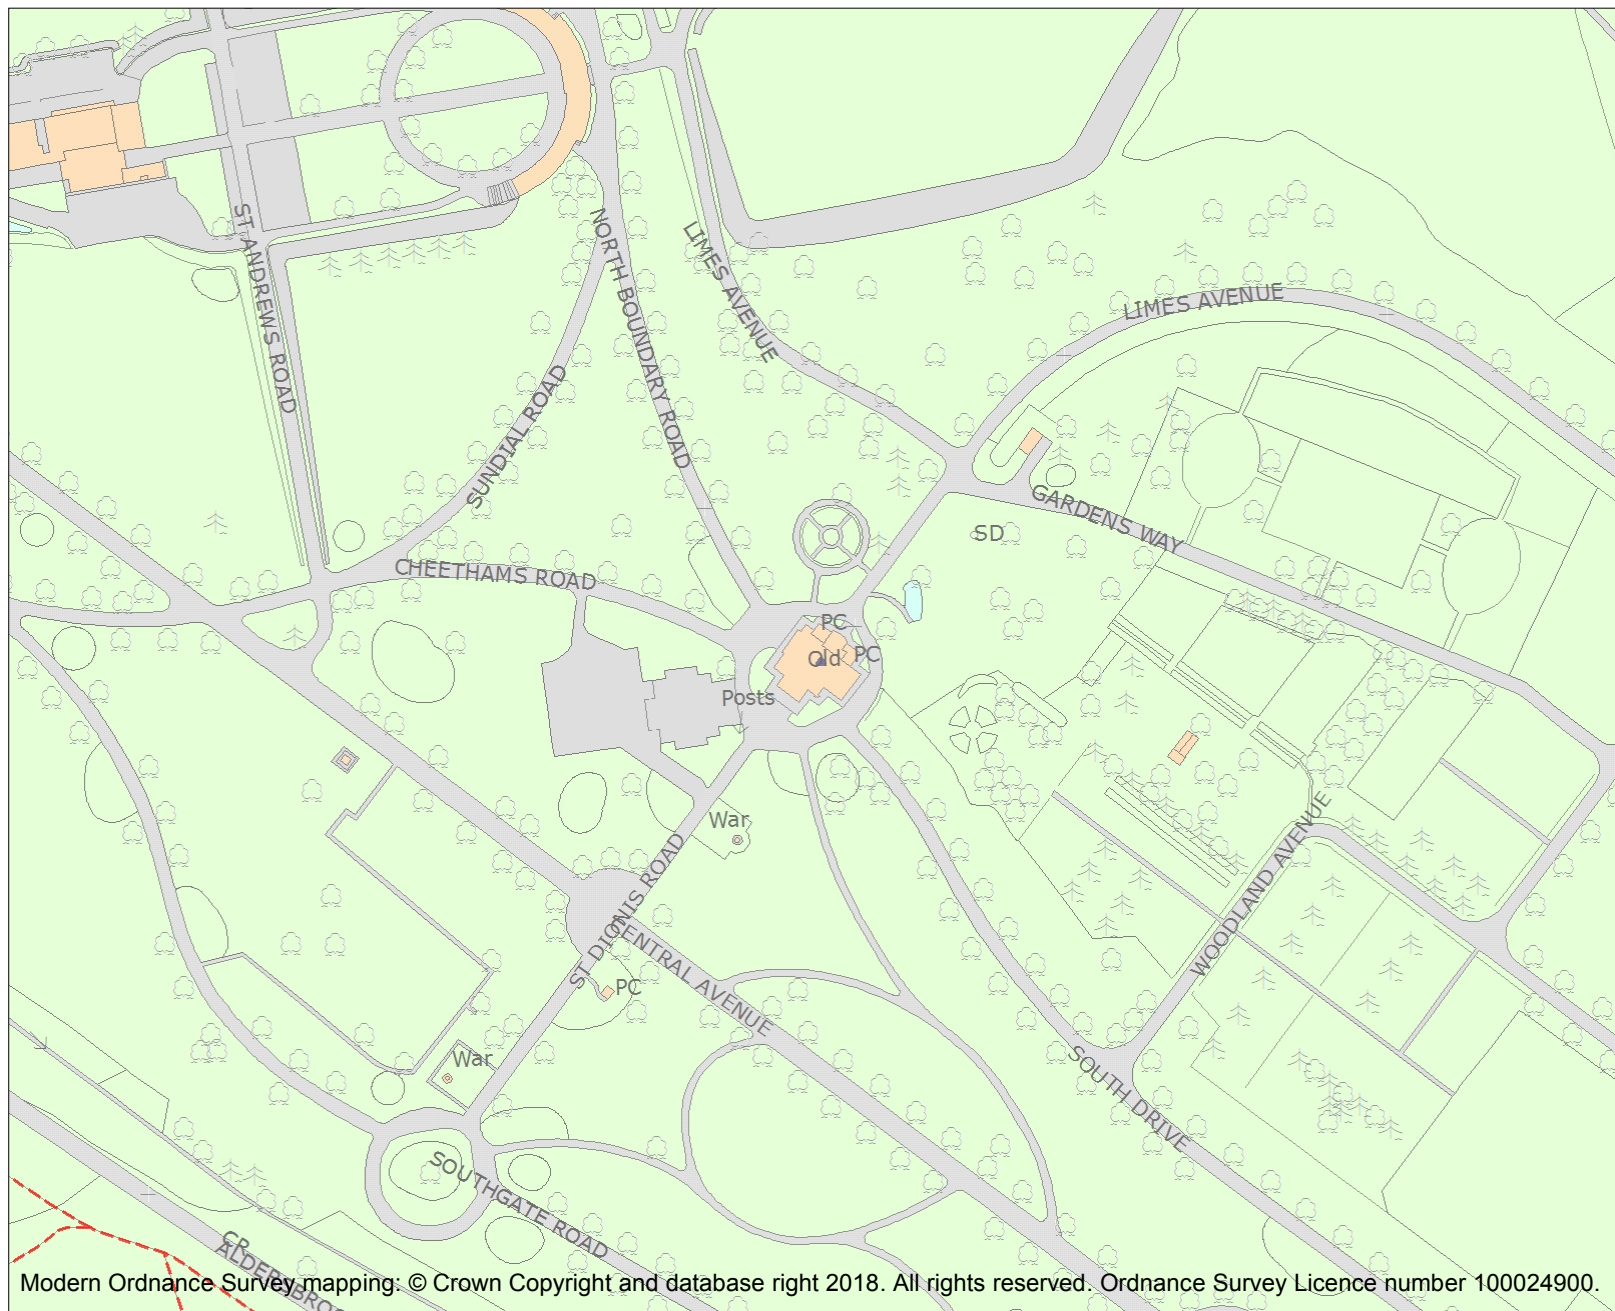 ST ANDREWS ROAD
NORTH BOUNDARY ROAD
LIMES AVENUE
LIMES AVENUE
SUNDIAL ROAD
GARDENS WAY
SD
CHEETHAMS ROAD
PC
Old
PC
Posts
War
WOODLAND AVENUE
ST DIONIS ROAD
CENTRAL AVENUE
PC
War
SOUTH DRIVE
SOUTHGATE ROAD
CR
Modern Ordnance Survey mapping: © Crown Copyright and database right 2018. All rights reserved. Ordnance Survey Licence number 100024900.